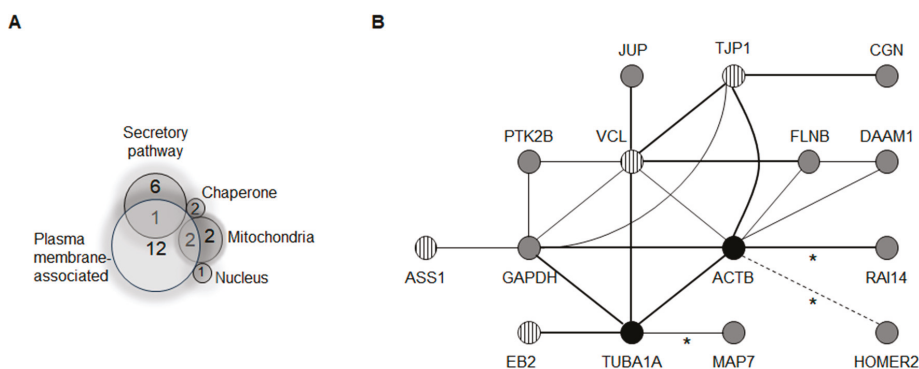 A
B
Secretory
pathway
6
Chaperone
2
1
Plasma
membrane-
associated
12
2
2
Mitochondria
1
Nucleus
JUP
TJP1
CGN
PTK2B
VCL
FLNB
DAAM1
ASS1
GAPDH
ACTB
*
RAI14
*
EB2
TUBA1A
*
MAP7
HOMER2